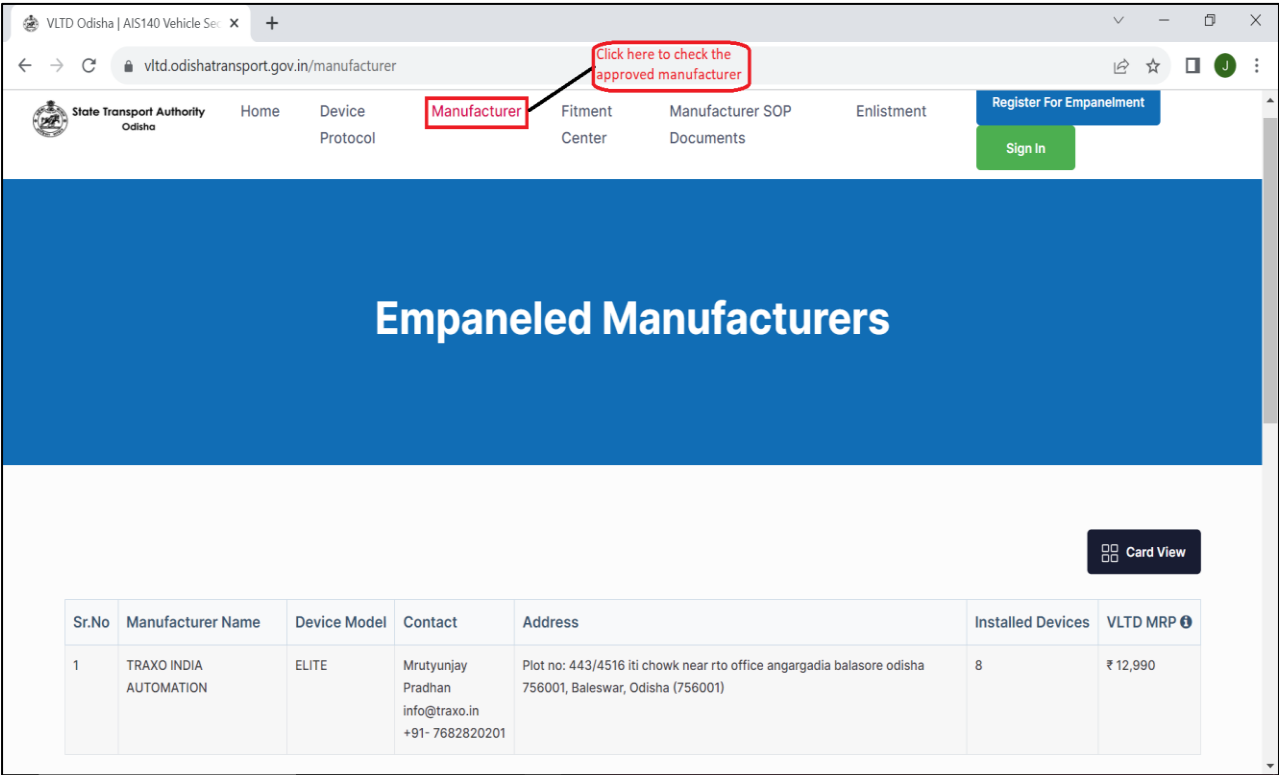 VLTD Odisha | AIS140 Vehicle Sec
vltd.odishatransport.gov.in/manufacturer
Click here to check the
approved manufacturer
J
State Transport Authority
Odisha
Home
Device
Protocol
Manufacturer
Fitment
Center
Manufacturer SOP
Documents
Enlistment
Register For Empanelment
Sign In
Empaneled Manufacturers
Card View
Sr.No Manufacturer Name Device Model Contact Address Installed Devices VLTD MRP
1 TRAXO INDIA ELITE Mrutyunjay Plot no: 443/4516 iti chowk near rto office angargadia balasore odisha 8 ₹ 12,990
AUTOMATION Pradhan 756001, Baleswar, Odisha (756001)
info@traxo.in
+91- 7682820201